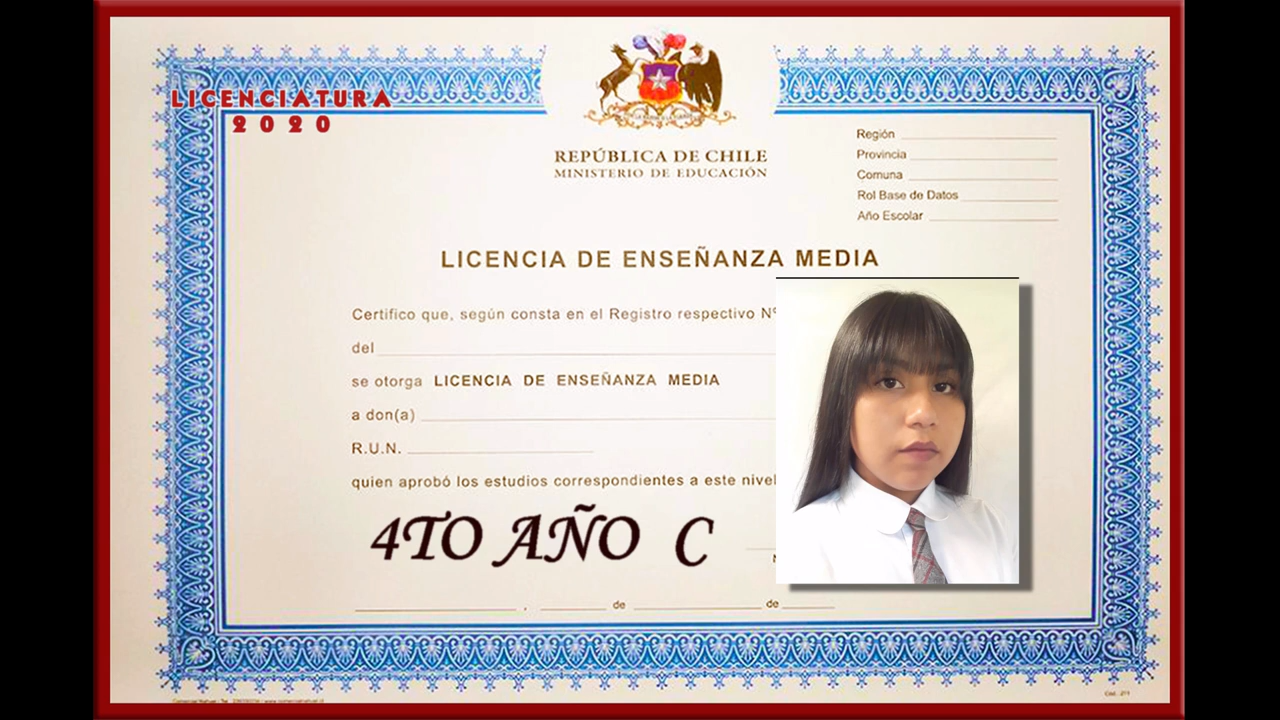 LICENCIATURA
2020
REPÚBLICA DE CHILE
MINISTERIO DE EDUCACIÓN
Región
Provincia
Comuna
Rol Base de Datos
Año Escolar
LICENCIA DE ENSEÑANZA MEDIA
Certifico que, según consta en el Registro respectivo N°
del
se otorga LICENCIA DE ENSEÑANZA MEDIA
a don(a)
R.U.N.
quien aprobó los estudios correspondientes a este nivel
4TO AÑO C
, de de